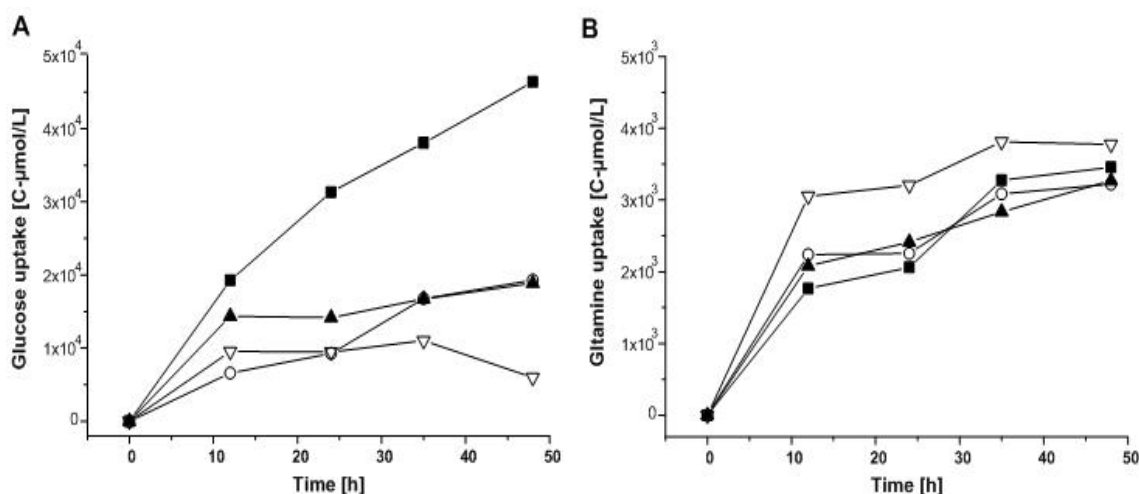 A
Glucose uptake [C-µmol/L]
5x10⁴
4x10⁴
3x10⁴
2x10⁴
1x10⁴
0
0 10 20 30 40 50
Time [h]
B
Gltamine uptake [C-µmol/L]
5x10³
4x10³
3x10³
2x10³
1x10³
0
0 10 20 30 40 50
Time [h]